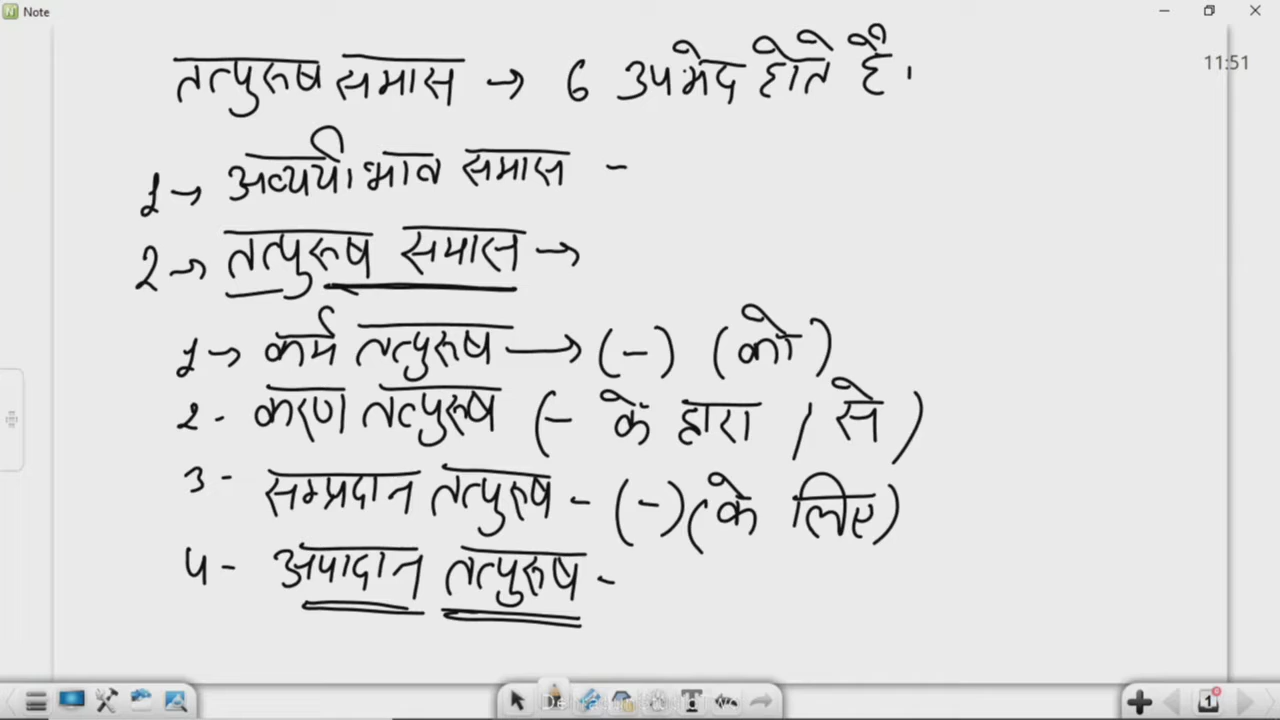 Note
11:51
तत्पुरूष समास → 6 उपभेद होते हैं।
1→ अव्ययीभाव समास -
2→ तत्पुरूष समास →
1→ कर्म तत्पुरूष → (-) (को)
2- करण तत्पुरूष (- के द्वारा / से)
3- सम्प्रदान तत्पुरूष - (-) (के लिए)
4- अपादान तत्पुरूष -
1